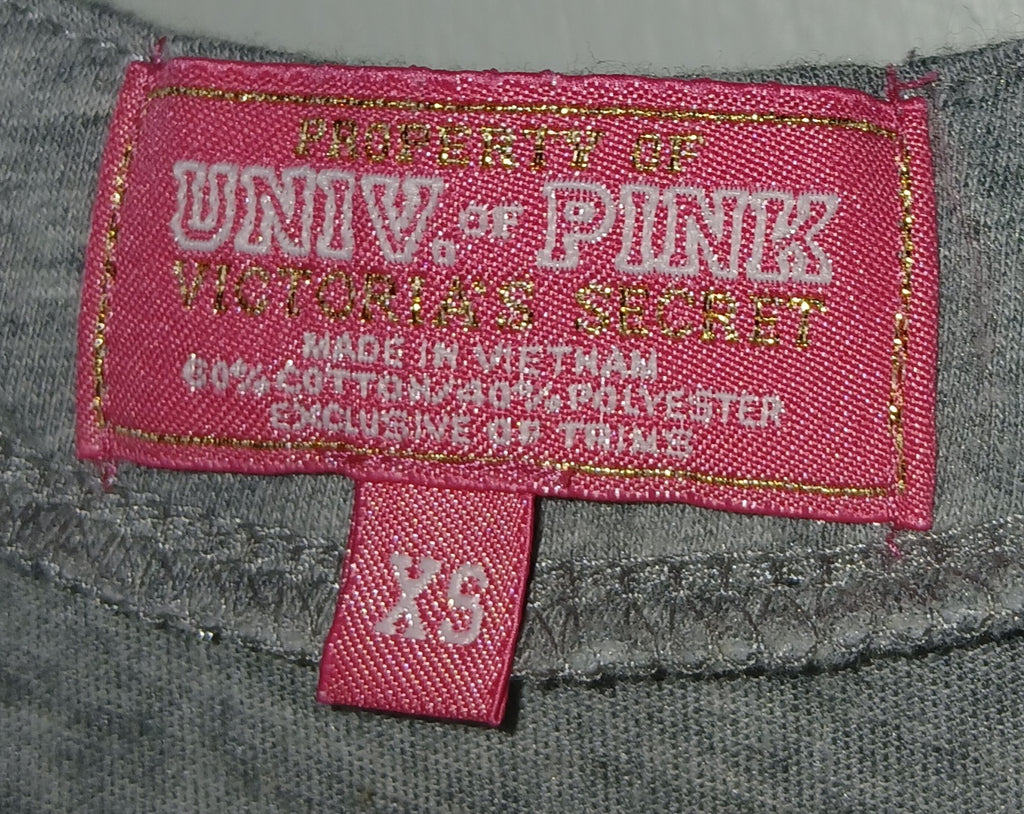 PROPERTY OF
UNIV. OF PINK
VICTORIA'S SECRET
MADE IN VIETNAM
60% COTTON/40% POLYESTER
EXCLUSIVE OF TRIMS
XS